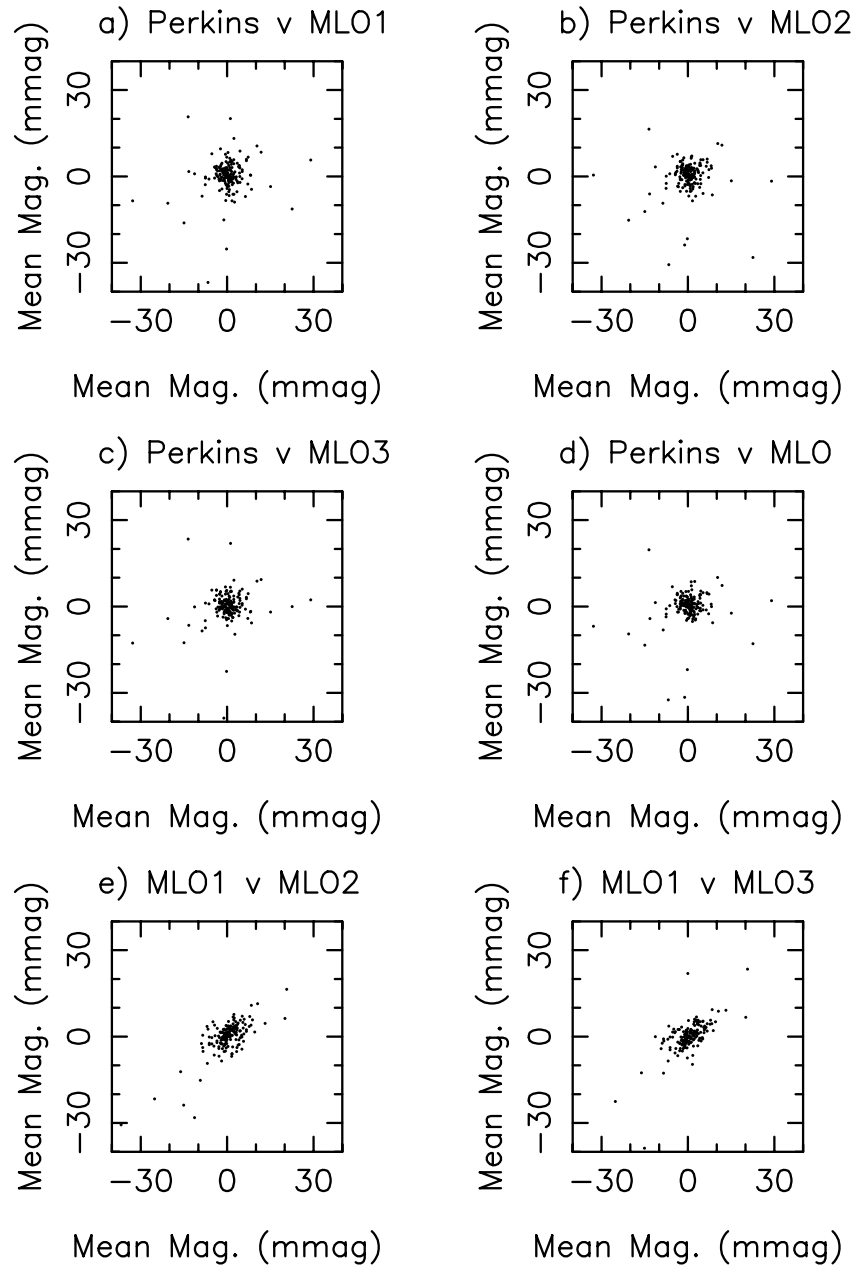 a) Perkins v MLO1
Mean Mag. (mmag)
30
0
−30
−30 0 30
Mean Mag. (mmag)
b) Perkins v MLO2
Mean Mag. (mmag)
30
0
−30
−30 0 30
Mean Mag. (mmag)
c) Perkins v MLO3
Mean Mag. (mmag)
30
0
−30
−30 0 30
Mean Mag. (mmag)
d) Perkins v MLO
Mean Mag. (mmag)
30
0
−30
−30 0 30
Mean Mag. (mmag)
e) MLO1 v MLO2
Mean Mag. (mmag)
30
0
−30
−30 0 30
Mean Mag. (mmag)
f) MLO1 v MLO3
Mean Mag. (mmag)
30
0
−30
−30 0 30
Mean Mag. (mmag)